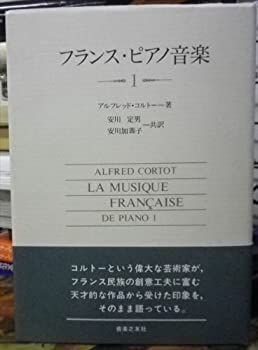 フランス・ピアノ音楽
1
アルフレッド・コルトー=著
安川 定男
安川加壽子
=共訳
ALFRED CORTOT
LA MUSIQUE
FRANÇAISE
DE PIANO 1
コルトーという偉大な芸術家が、
フランス民族の創意工夫に富む
天才的な作品から受けた印象を、
そのまま語っている。
音楽之友社